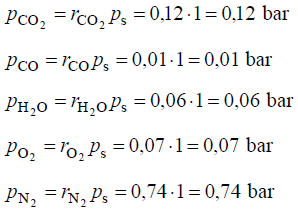 p_CO₂ = r_CO₂ p_s = 0,12·1 = 0,12 bar
p_CO = r_CO p_s = 0,01·1 = 0,01 bar
p_H₂O = r_H₂O p_s = 0,06·1 = 0,06 bar
p_O₂ = r_O₂ p_s = 0,07·1 = 0,07 bar
p_N₂ = r_N₂ p_s = 0,74·1 = 0,74 bar